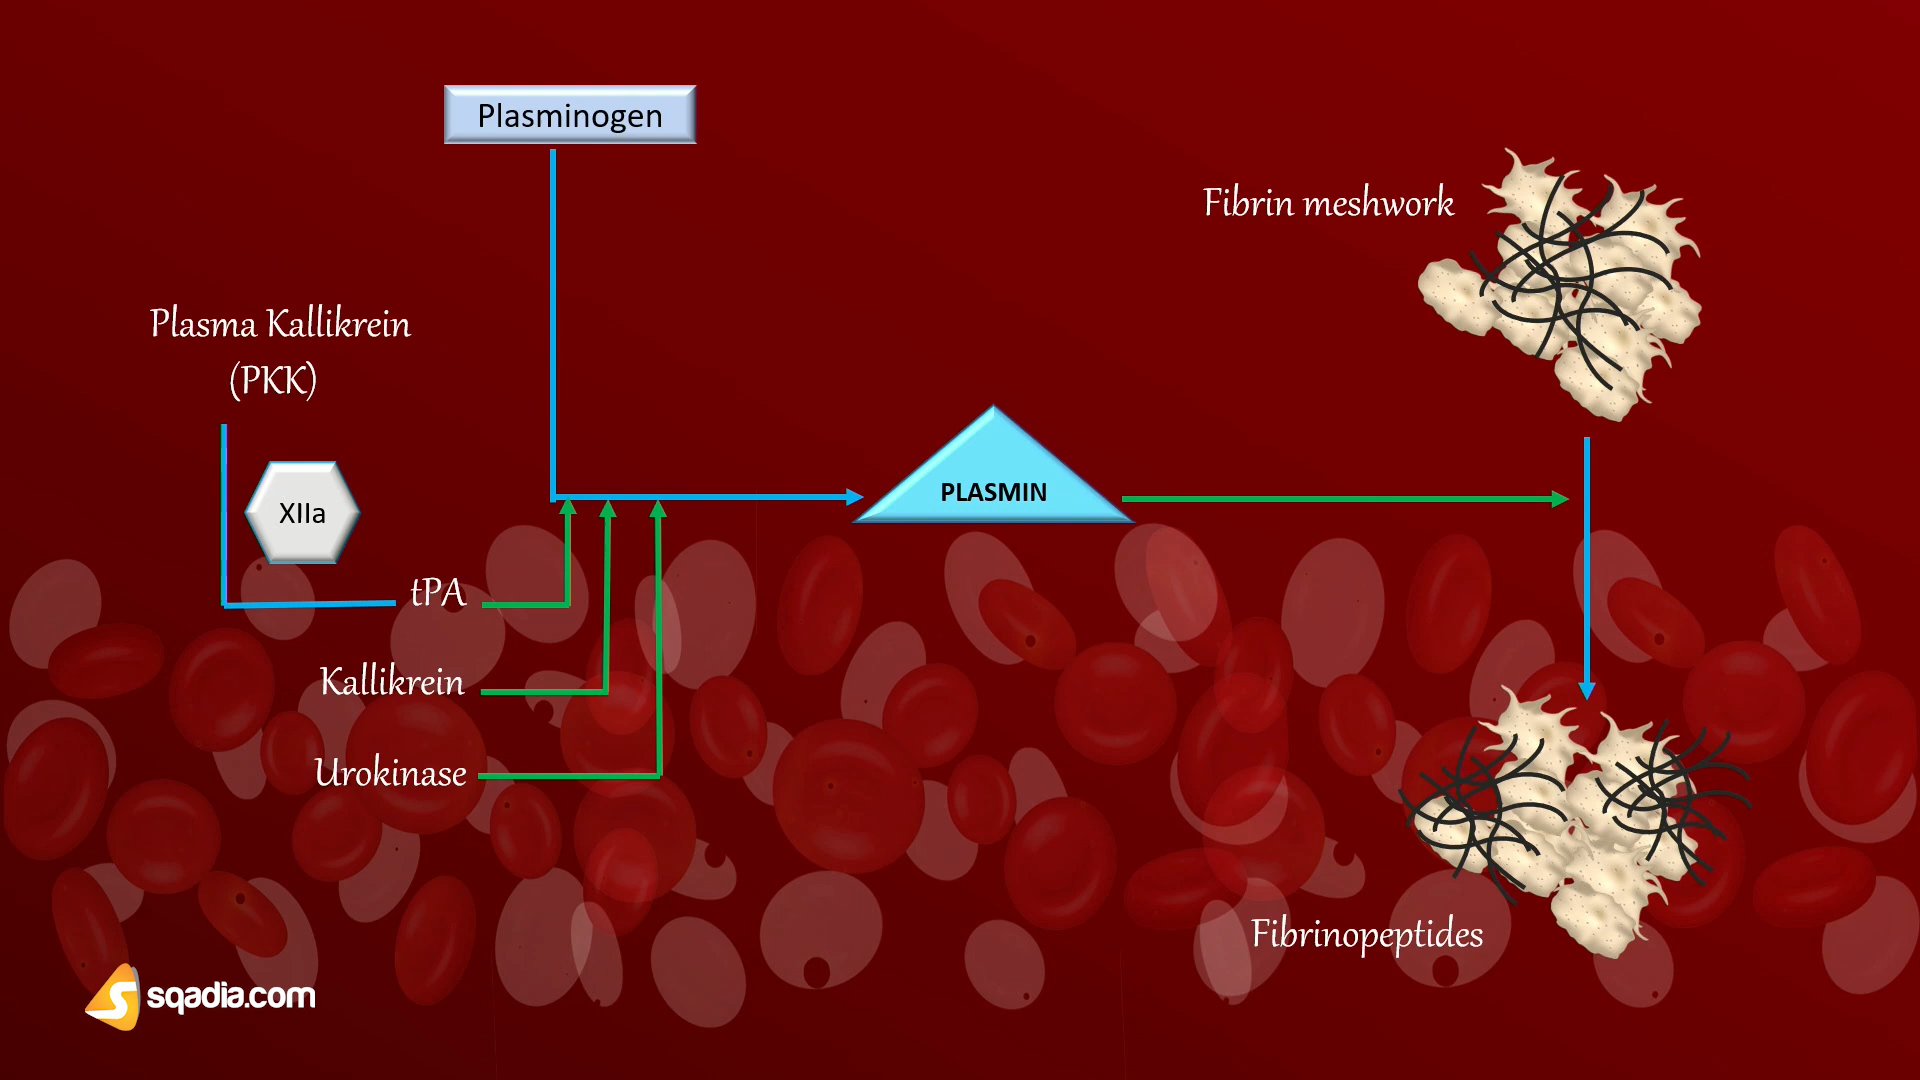 Plasminogen
Fibrin meshwork
Plasma Kallikrein
(PKK)
PLASMIN
XIIa
tPA
Kallikrein
Urokinase
Fibrinopeptides
sqadia.com